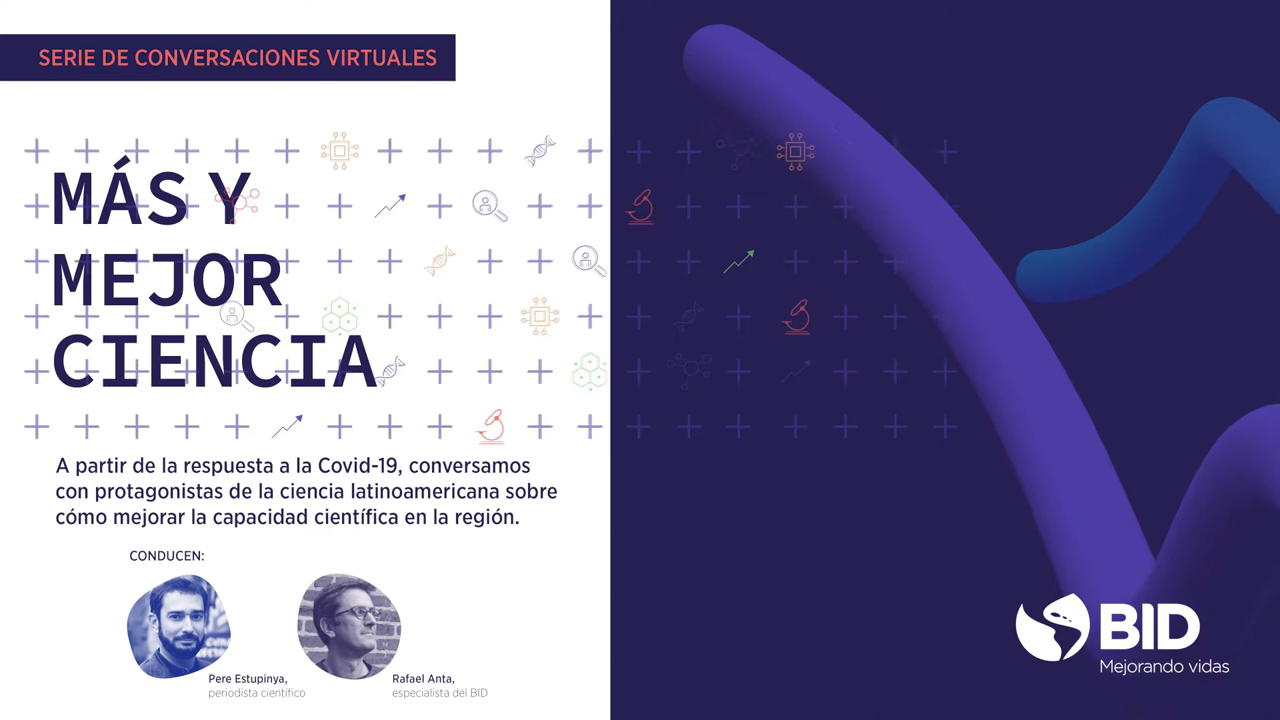 SERIE DE CONVERSACIONES VIRTUALES
MÁS Y
MEJOR
CIENCIA
A partir de la respuesta a la Covid-19, conversamos
con protagonistas de la ciencia latinoamericana sobre
cómo mejorar la capacidad científica en la región.
CONDUCEN:
Pere Estupinya,
periodista científico
Rafael Anta,
especialista del BID
BID
Mejorando vidas